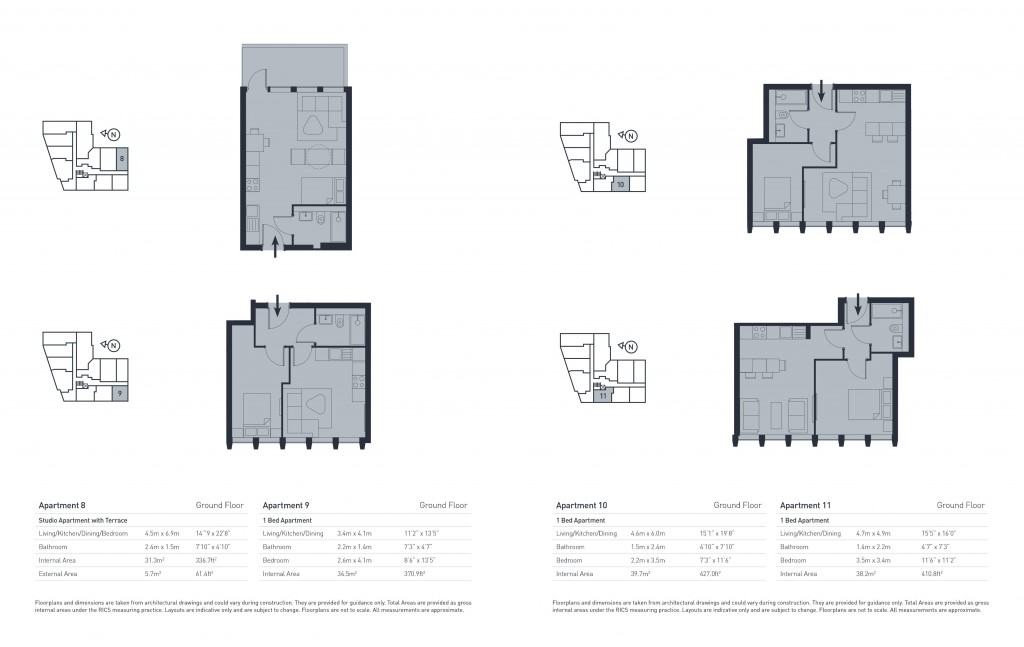 N
8
N
10
N
9
N
11
Apartment 8 Ground Floor
Studio Apartment with Terrace
Living/Kitchen/Dining/Bedroom 4.5m x 6.9m 14’’9 x 22’8”
Bathroom 2.4m x 1.5m 7’10” x 4’10”
Internal Area 31.3m² 336.7ft²
External Area 5.7m² 61.4ft²
Apartment 9 Ground Floor
1 Bed Apartment
Living/Kitchen/Dining 3.4m x 4.1m 11’2” x 13’5”
Bathroom 2.2m x 1.4m 7’3” x 4’7”
Bedroom 2.6m x 4.1m 8’6” x 13’5”
Internal Area 34.5m² 370.9ft²
Floorplans and dimensions are taken from architectural drawings and could vary during construction. They are provided for guidance only. Total Areas are provided as gross
internal areas under the RICS measuring practice. Layouts are indicative only and are subject to change. Floorplans are not to scale. All measurements are approximate.
Apartment 10 Ground Floor
1 Bed Apartment
Living/Kitchen/Dining 4.6m x 6.0m 15’1” x 19’8”
Bathroom 1.5m x 2.4m 4’10” x 7’10”
Bedroom 2.2m x 3.5m 7’3” x 11’6”
Internal Area 39.7m² 427.0ft²
Apartment 11 Ground Floor
1 Bed Apartment
Living/Kitchen/Dining 4.7m x 4.9m 15’5” x 16’0”
Bathroom 1.4m x 2.2m 4’7” x 7’3”
Bedroom 3.5m x 3.4m 11’6” x 11’2”
Internal Area 38.2m² 410.8ft²
Floorplans and dimensions are taken from architectural drawings and could vary during construction. They are provided for guidance only. Total Areas are provided as gross
internal areas under the RICS measuring practice. Layouts are indicative only and are subject to change. Floorplans are not to scale. All measurements are approximate.